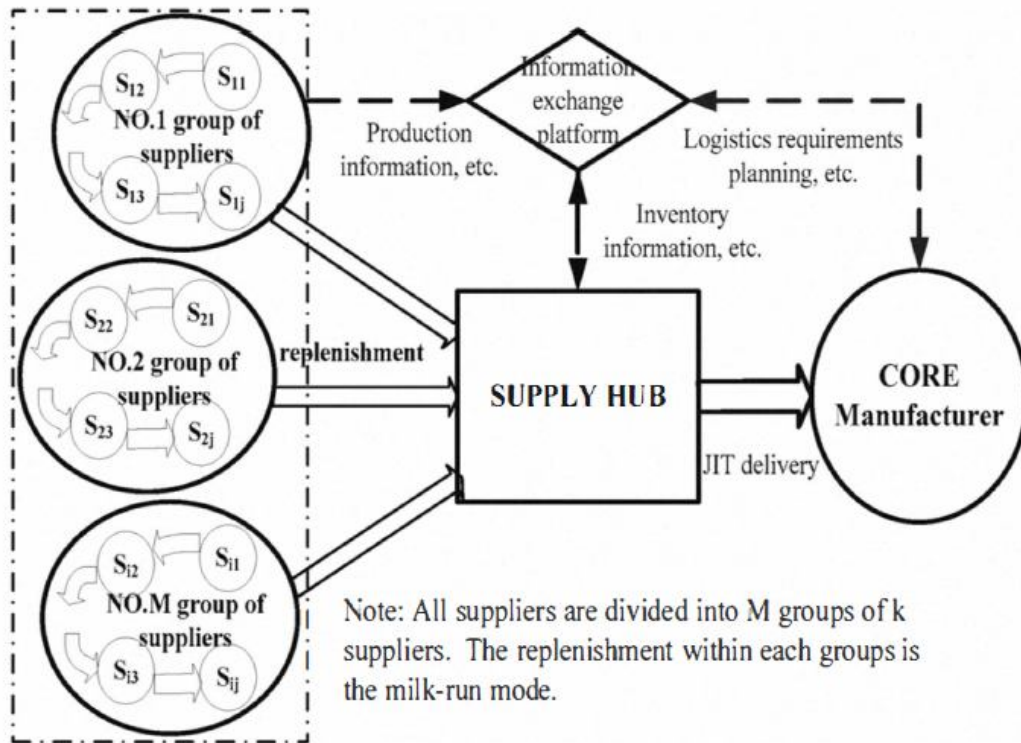 S12
S11
NO.1 group of
suppliers
S13
S1j
Information
exchange
platform
Production
information, etc.
Logistics requirements
planning, etc.
Inventory
information, etc.
S22
S21
NO.2 group of
suppliers
S23
S2j
replenishment
SUPPLY HUB
CORE
Manufacturer
JIT delivery
Si2
Si1
NO.M group of
suppliers
Si3
Sij
Note: All suppliers are divided into M groups of k
suppliers. The replenishment within each groups is
the milk-run mode.